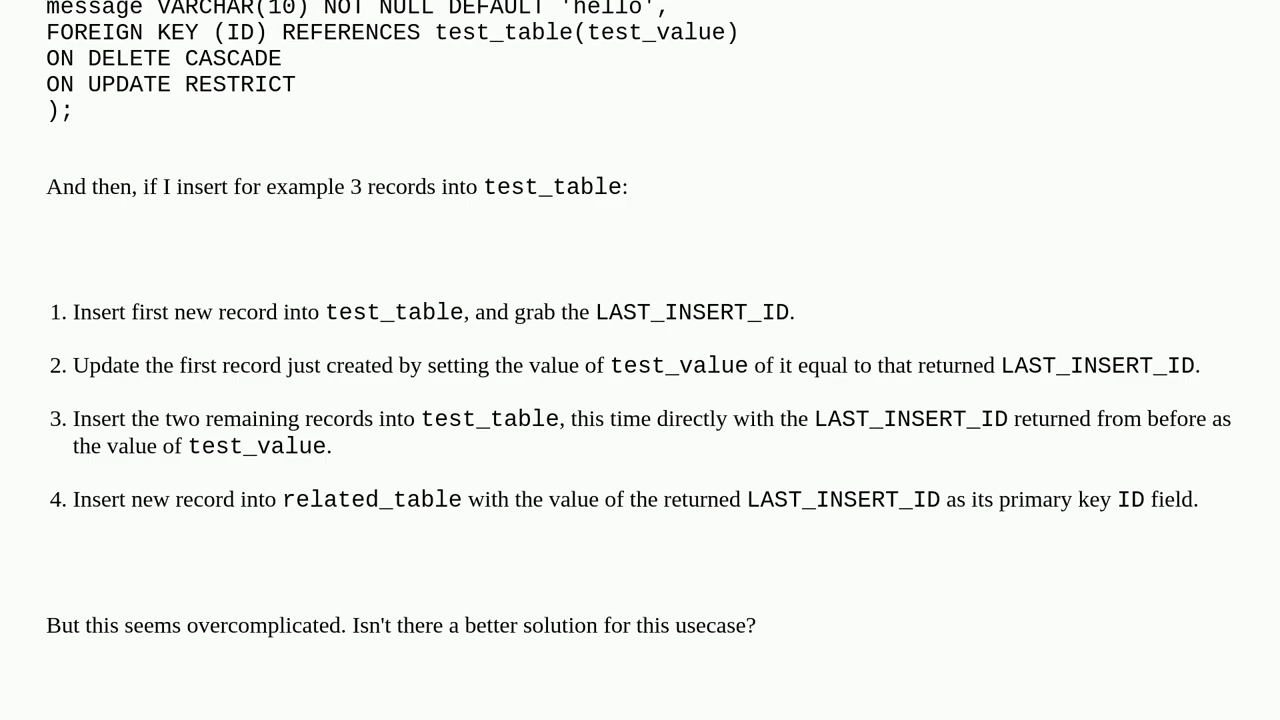 message VARCHAR(10) NOT NULL DEFAULT 'hello',
FOREIGN KEY (ID) REFERENCES test_table(test_value)
ON DELETE CASCADE
ON UPDATE RESTRICT
);
And then, if I insert for example 3 records into test_table:
1. Insert first new record into test_table, and grab the LAST_INSERT_ID.
2. Update the first record just created by setting the value of test_value of it equal to that returned LAST_INSERT_ID.
3. Insert the two remaining records into test_table, this time directly with the LAST_INSERT_ID returned from before as
the value of test_value.
4. Insert new record into related_table with the value of the returned LAST_INSERT_ID as its primary key ID field.
But this seems overcomplicated. Isn't there a better solution for this usecase?